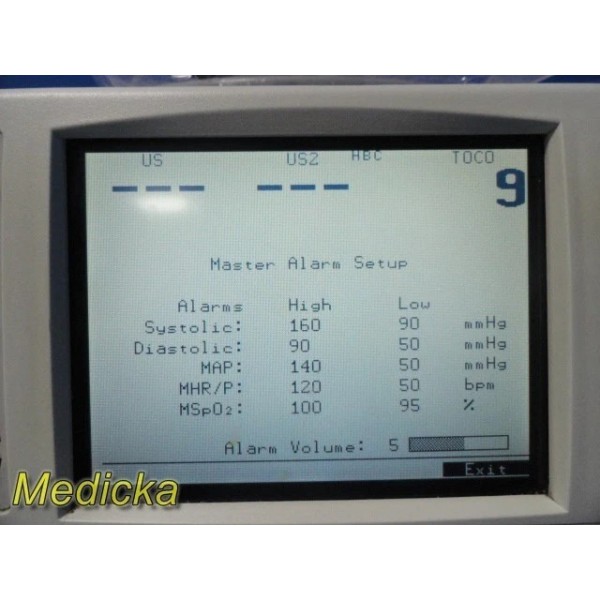 US US2 HBC TOCO
--- --- 9
Master Alarm Setup
Alarms High Low
Systolic: 160 90 mmHg
Diastolic: 90 50 mmHg
MAP: 140 50 mmHg
MHR/P: 120 50 bpm
MSpO₂: 100 95 %
Alarm Volume: 5
Exit
Medicka